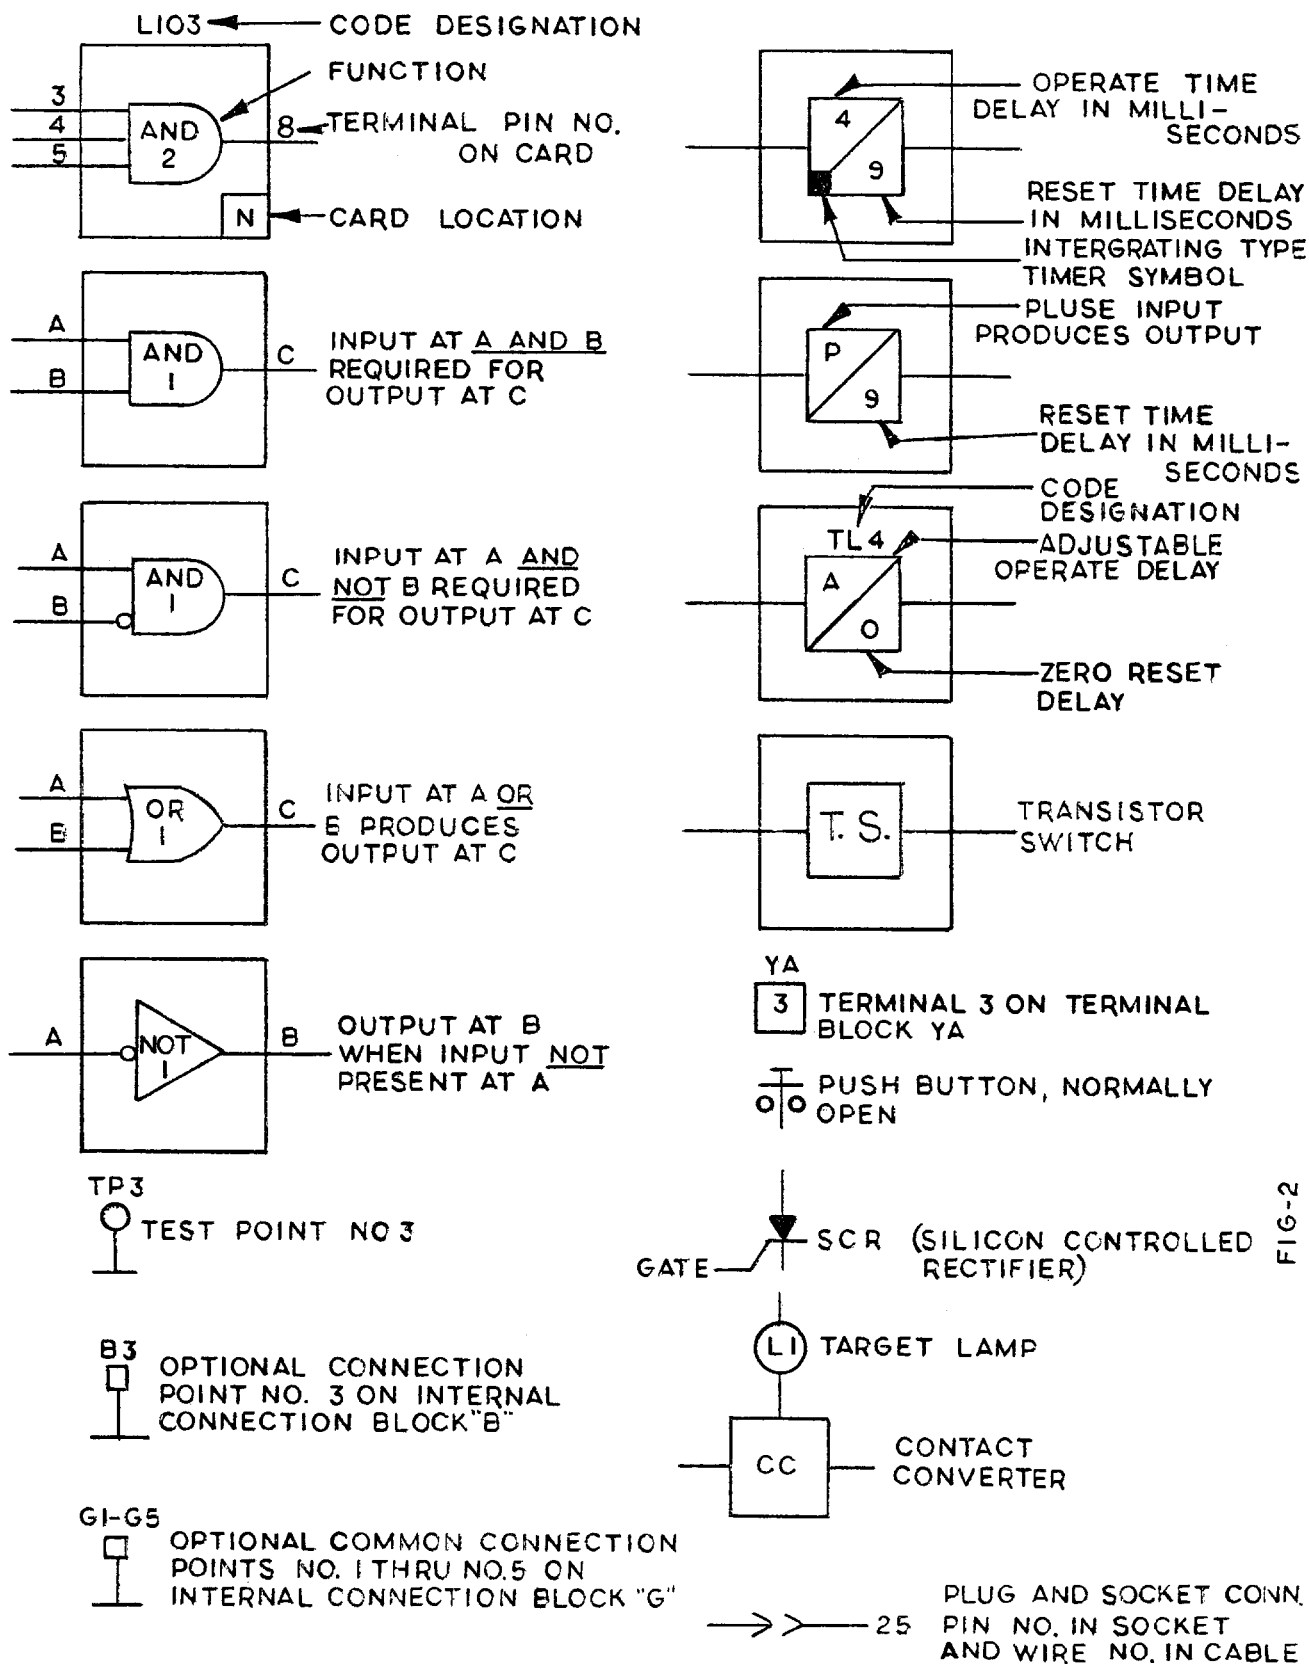 L103
CODE DESIGNATION
FUNCTION
3
4
5
AND
2
8
TERMINAL PIN NO.
ON CARD
N
CARD LOCATION
A
B
AND
1
C
INPUT AT A AND B
REQUIRED FOR
OUTPUT AT C
A
B
AND
1
C
INPUT AT A AND
NOT B REQUIRED
FOR OUTPUT AT C
A
B
OR
1
C
INPUT AT A OR
B PRODUCES
OUTPUT AT C
A
NOT
1
B
OUTPUT AT B
WHEN INPUT NOT
PRESENT AT A
TP3
TEST POINT NO 3
B3
OPTIONAL CONNECTION
POINT NO. 3 ON INTERNAL
CONNECTION BLOCK "B"
G1-G5
OPTIONAL COMMON CONNECTION
POINTS NO. 1 THRU NO.5 ON
INTERNAL CONNECTION BLOCK "G"
4
9
OPERATE TIME
DELAY IN MILLI-
SECONDS
RESET TIME DELAY
IN MILLISECONDS
INTERGRATING TYPE
TIMER SYMBOL
P
9
PLUSE INPUT
PRODUCES OUTPUT
RESET TIME
DELAY IN MILLI-
SECONDS
CODE
DESIGNATION
TL4
A
0
ADJUSTABLE
OPERATE DELAY
ZERO RESET
DELAY
T. S.
TRANSISTOR
SWITCH
YA
3
TERMINAL 3 ON TERMINAL
BLOCK YA
PUSH BUTTON, NORMALLY
OPEN
GATE
SCR (SILICON CONTROLLED
RECTIFIER)
L1
TARGET LAMP
CC
CONTACT
CONVERTER
25
PLUG AND SOCKET CONN.
PIN NO. IN SOCKET
AND WIRE NO. IN CABLE
FIG-2